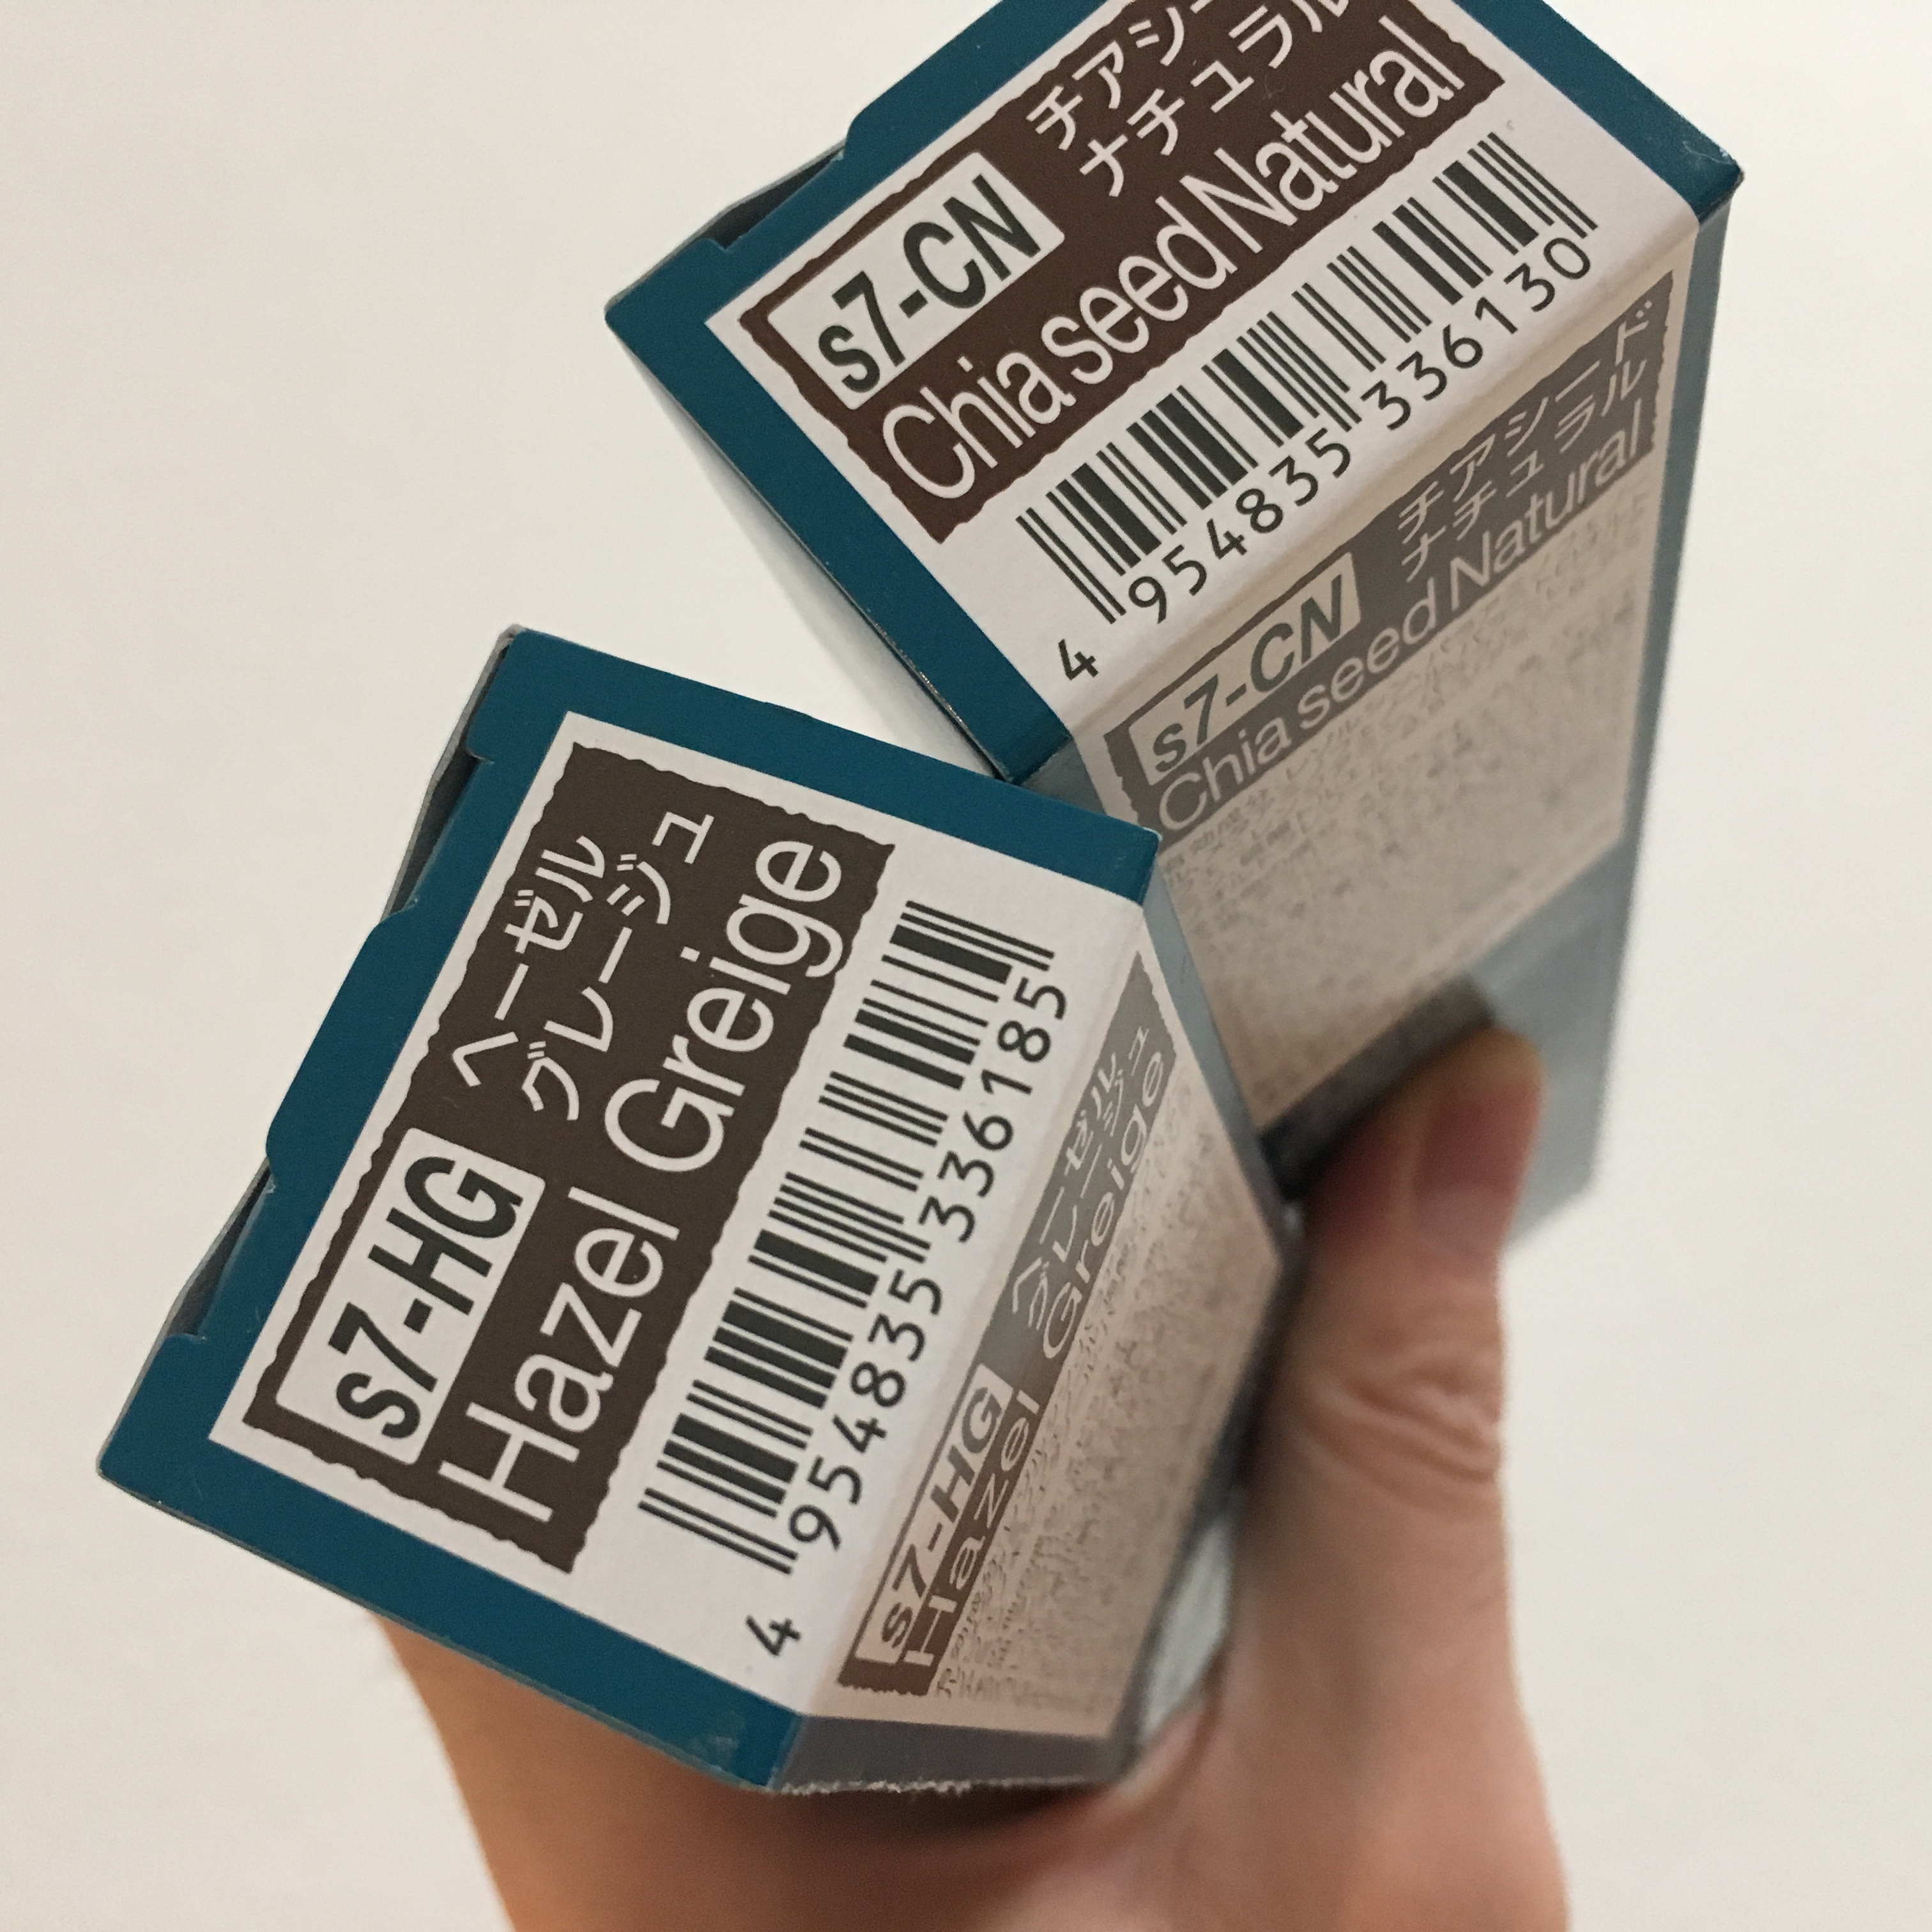 s7-CN
チアシー
ナチュラル
Chia seed Natural
4 954835 336130
s7-CN
チアシード
ナチュラル
Chia seed Natural
s7-HG
ヘーゼル
グレージュ
Hazel Greige
4 954835 336185
s7-HG
ヘーゼル
グレージュ
Hazel Greige